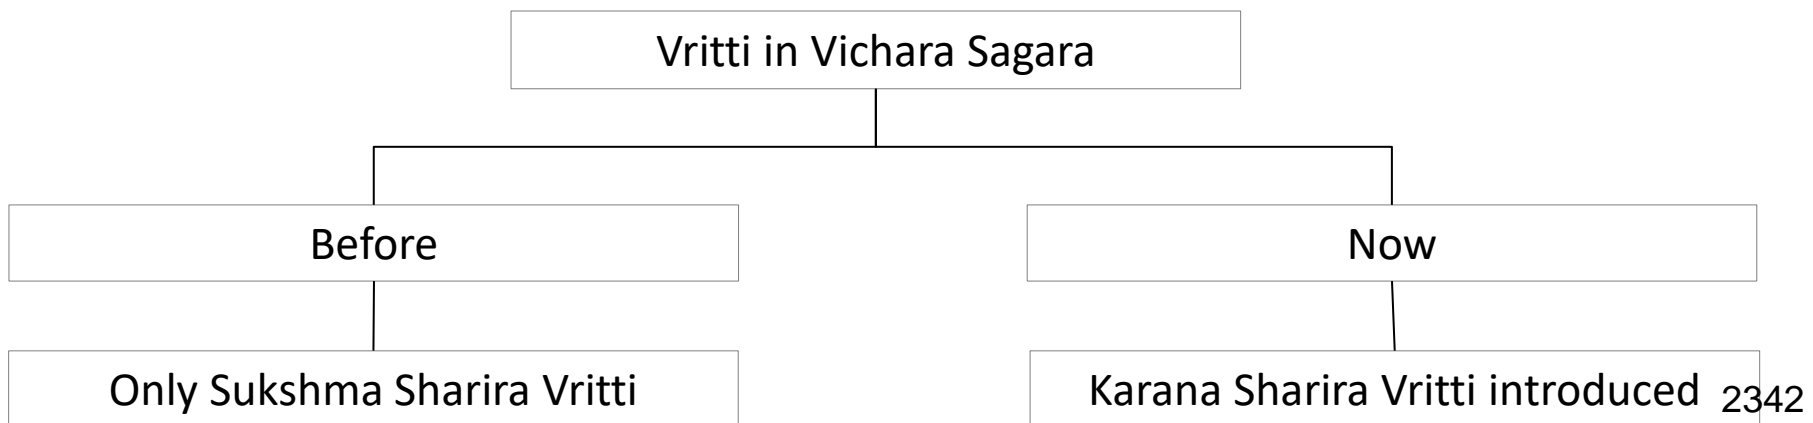 Vritti in Vichara Sagara
Before
Now
Only Sukshma Sharira Vritti
Karana Sharira Vritti introduced
2342